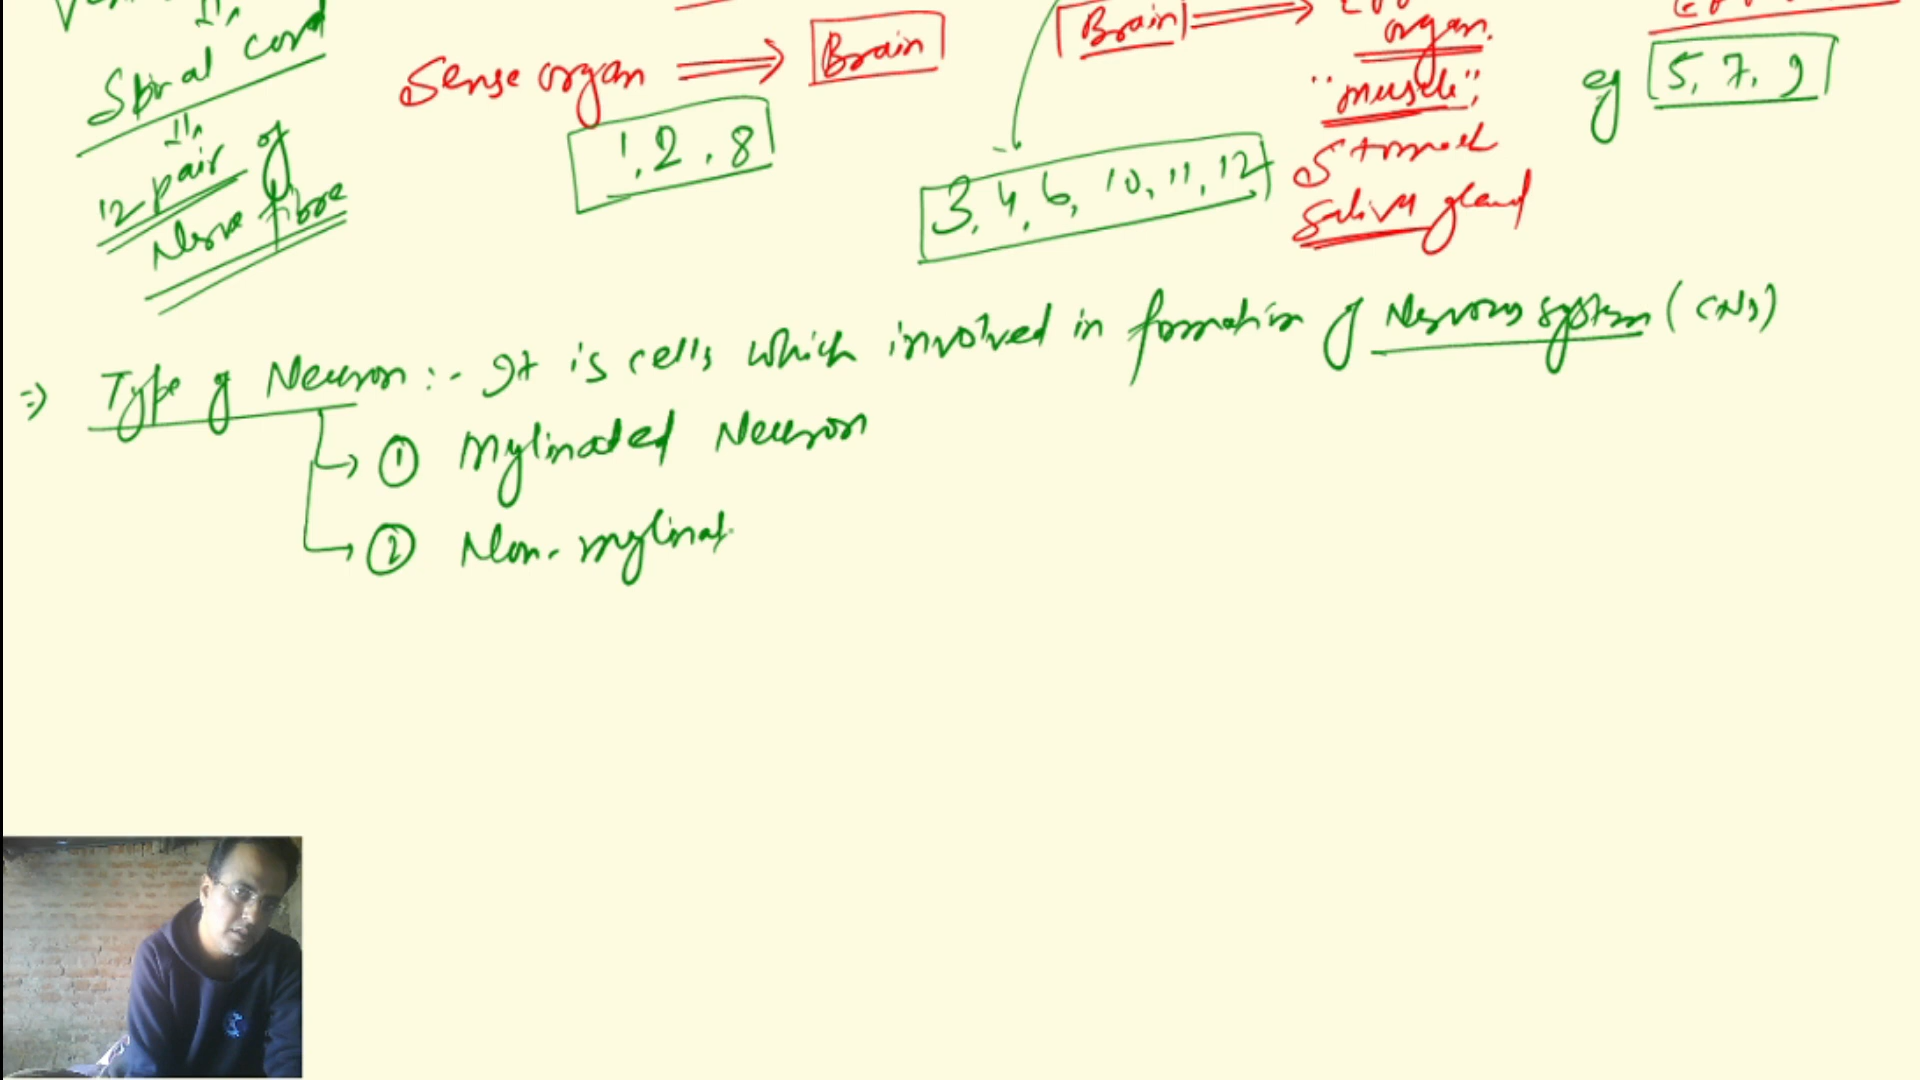 Spinal cord
12 pair of
Nerve fibre
Sense organ ⇒ Brain
1, 2, 8
Brain ⇒
organ.
"muscle",
Stomach
Saliva gland
3, 4, 6, 10, 11, 12
eg 5, 7, 9
⇒ Type of Neuron :- It is cells which involved in formation of Nervous system (CNS)
→ ① Mylinated Neuron
→ ② Non-mylinat